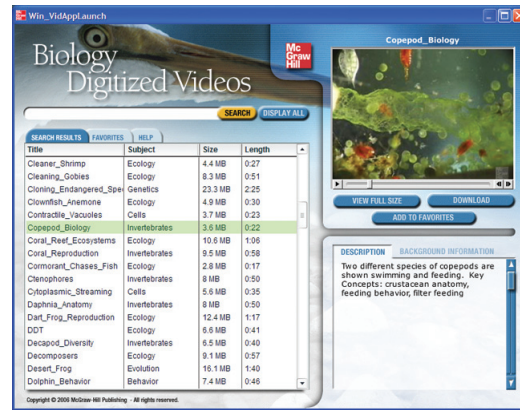 Win_VidAppLaunch
Biology
Digitized Videos
Mc
Graw
Hill
SEARCH DISPLAY ALL
SEARCH RESULTS FAVORITES HELP
Title Subject Size Length
Cleaner_Shrimp Ecology 4.4 MB 0:27
Cleaning_Gobies Ecology 8.3 MB 0:51
Cloning_Endangered_Spe Genetics 23.3 MB 2:25
Clownfish_Anemone Ecology 4.9 MB 0:30
Contractile_Vacuoles Cells 3.7 MB 0:23
Copepod_Biology Invertebrates 3.6 MB 0:22
Coral_Reef_Ecosystems Ecology 10.6 MB 1:06
Coral_Reproduction Invertebrates 9.5 MB 0:58
Cormorant_Chases_Fish Ecology 2.8 MB 0:17
Ctenophores Invertebrates 8 MB 0:50
Cytoplasmic_Streaming Cells 5.6 MB 0:35
Daphnia_Anatomy Invertebrates 8 MB 0:50
Dart_Frog_Reproduction Ecology 12.4 MB 1:17
DDT Ecology 6.6 MB 0:41
Decapod_Diversity Invertebrates 6.5 MB 0:40
Decomposers Ecology 9.1 MB 0:57
Desert_Frog Evolution 16.1 MB 1:40
Dolphin_Behavior Behavior 7.4 MB 0:46
Copyright © 2006 McGraw-Hill Publishing - All rights reserved.
Copepod_Biology
VIEW FULL SIZE DOWNLOAD
ADD TO FAVORITES
DESCRIPTION BACKGROUND INFORMATION
Two different species of copepods are
shown swimming and feeding. Key
Concepts: crustacean anatomy,
feeding behavior, filter feeding